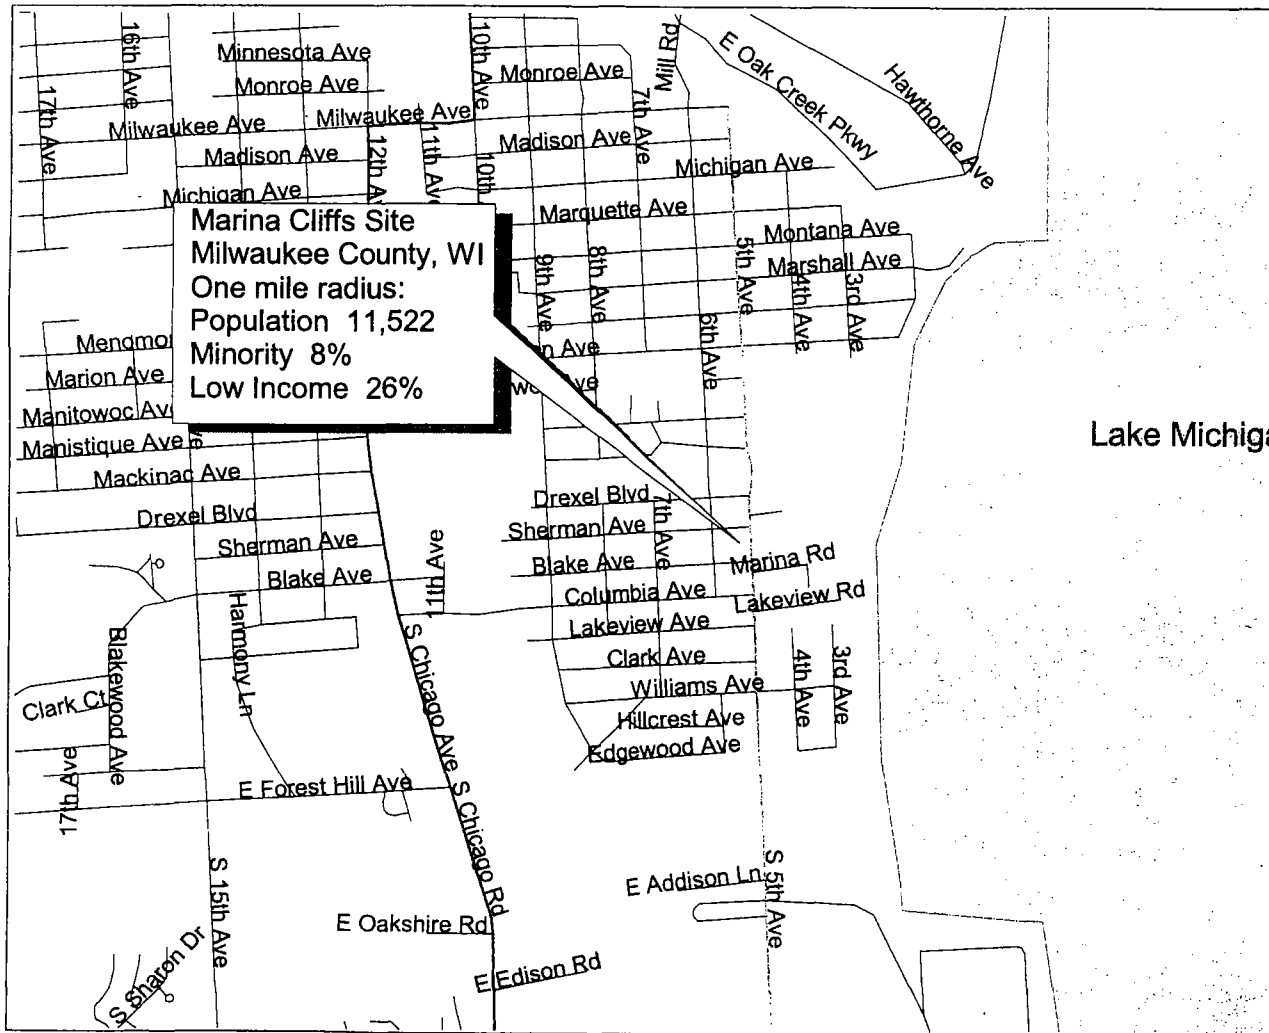 16th Ave
Minnesota Ave
10th Ave
Monroe Ave
Mill Rd
E Oak Creek Pkwy
Hawthorne Ave
Monroe Ave
17th Ave
7th Ave
Milwaukee Ave
Milwaukee Ave
12th Av
11th Ave
10th
Madison Ave
Madison Ave
Michigan Ave
Michigan Ave
Marina Cliffs Site
Milwaukee County, WI
One mile radius:
Population 11,522
Minority 8%
Low Income 26%
Marquette Ave
Montana Ave
Marshall Ave
9th Ave
8th Ave
5th Ave
4th Ave
3rd Ave
6th Ave
Marion Ave
Manitowoc Ave
Manistique Ave
Mackinac Ave
Lake Michiga
Drexel Blvd
Drexel Blvd
7th Ave
Sherman Ave
Sherman Ave
Blake Ave
Blake Ave
11th Ave
Marina Rd
Columbia Ave
Lakeview Rd
Lakeview Ave
Harmony Ln
Blakewood Ave
S Chicago Ave
Clark Ave
4th Ave
3rd Ave
Williams Ave
Clark Ct
Hillcrest Ave
Edgewood Ave
17th Ave
E Forest Hill Ave
S Chicago Rd
S 15th Ave
E Addison Ln
S 5th Ave
E Oakshire Rd
S Sharon Dr
E Edison Rd